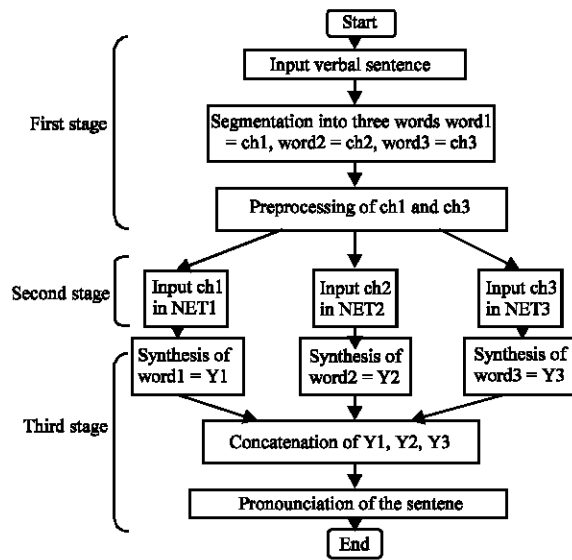 Start
Input verbal sentence
First stage
Segmentation into three words word1
= ch1, word2 = ch2, word3 = ch3
Preprocessing of ch1 and ch3
Second stage
Input ch1
in NET1
Input ch2
in NET2
Input ch3
in NET3
Third stage
Synthesis of
word1 = Y1
Synthesis of
word2 = Y2
Synthesis of
word3 = Y3
Concatenation of Y1, Y2, Y3
Pronounciation of the sentene
End